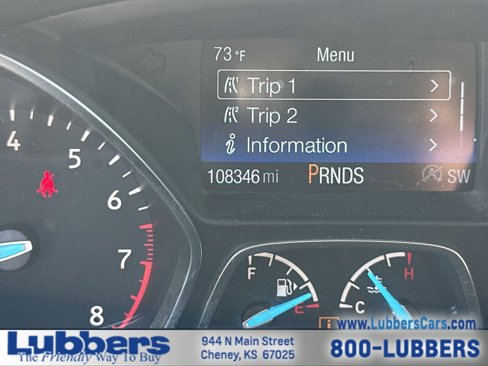 73 °F Menu
Trip 1 >
Trip 2 >
Information >
108346 mi PRNDS SW
4
5
6
7
8
F
E
H
C
www.LubbersCars.com
Lubbers
The Friendly Way To Buy
944 N Main Street
Cheney, KS 67025
800-LUBBERS